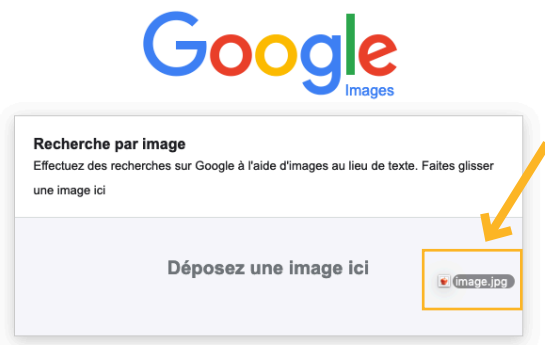 Google
Images
Recherche par image
Effectuez des recherches sur Google à l'aide d'images au lieu de texte. Faites glisser
une image ici
Déposez une image ici
image.jpg